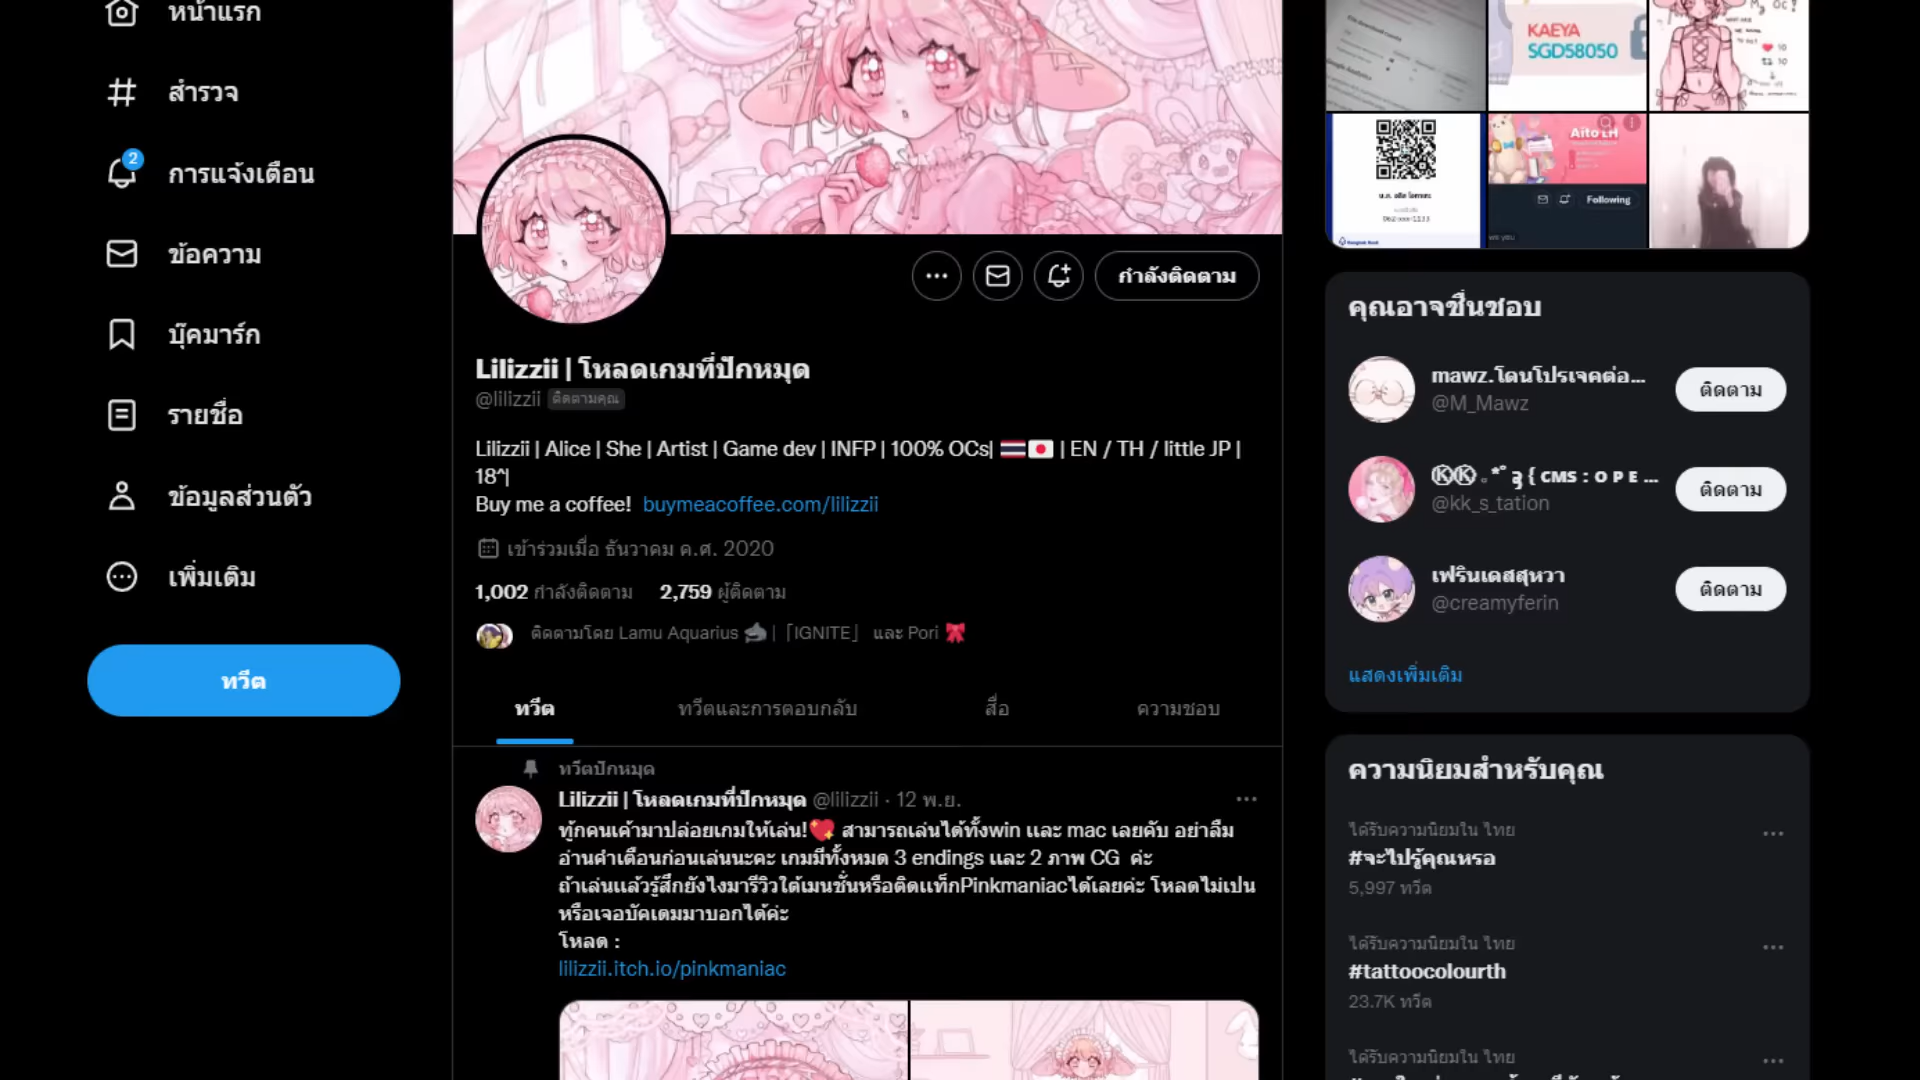 หน้าแรก
สำรวจ
2
การแจ้งเตือน
ข้อความ
บุ๊คมาร์ก
รายชื่อ
ข้อมูลส่วนตัว
เพิ่มเติม
ทวีต
กำลังติดตาม
Lilizzii | โหลดเกมที่ปักหมุด
@lilizzii ติดตามคุณ
Lilizzii | Alice | She | Artist | Game dev | INFP | 100% OCs| 🇹🇭🇯🇵 | EN / TH / little JP |
18^|
Buy me a coffee! buymeacoffee.com/lilizzii
เข้าร่วมเมื่อ ธันวาคม ค.ศ. 2020
1,002 กำลังติดตาม 2,759 ผู้ติดตาม
ติดตามโดย Lamu Aquarius 🦈 |「IGNITE」 และ Pori 🎀
ทวีต ทวีตและการตอบกลับ สื่อ ความชอบ
ทวีตปักหมุด
Lilizzii | โหลดเกมที่ปักหมุด @lilizzii · 12 พ.ย.
ทู้กคนเค้ามาปล่อยเกมให้เล่น!💖 สามารถเล่นได้ทั้งwin และ mac เลยคับ อย่าลืม
อ่านคำเตือนก่อนเล่นนะคะ เกมมีทั้งหมด 3 endings และ 2 ภาพ CG ค่ะ
ถ้าเล่นแล้วรู้สึกยังไงมารีวิวใต้เมนชั่นหรือติดแท็กPinkmaniacได้เลยค่ะ โหลดไม่เปน
หรือเจอบัคเดมมาบอกได้ค่ะ
โหลด :
lilizzii.itch.io/pinkmaniac
KAEYA
SGD58050
Google Analytics
Aito LH
Following
Bangkok Bank
คุณอาจชื่นชอบ
mawz.โดนโปรเจคต่อ...
@M_Mawz
ติดตาม
ⓀⓀ 。*ﾟ ʚ { ᴄᴍs : ᴏ ᴘ ᴇ ...
@kk_s_tation
ติดตาม
เฟรินเดสสุหวา
@creamyferin
ติดตาม
แสดงเพิ่มเติม
ความนิยมสำหรับคุณ
ได้รับความนิยมใน ไทย
#จะไปรู้คุณหรอ
5,997 ทวีต
ได้รับความนิยมใน ไทย
#tattoocolourth
23.7K ทวีต
ได้รับความนิยมใน ไทย